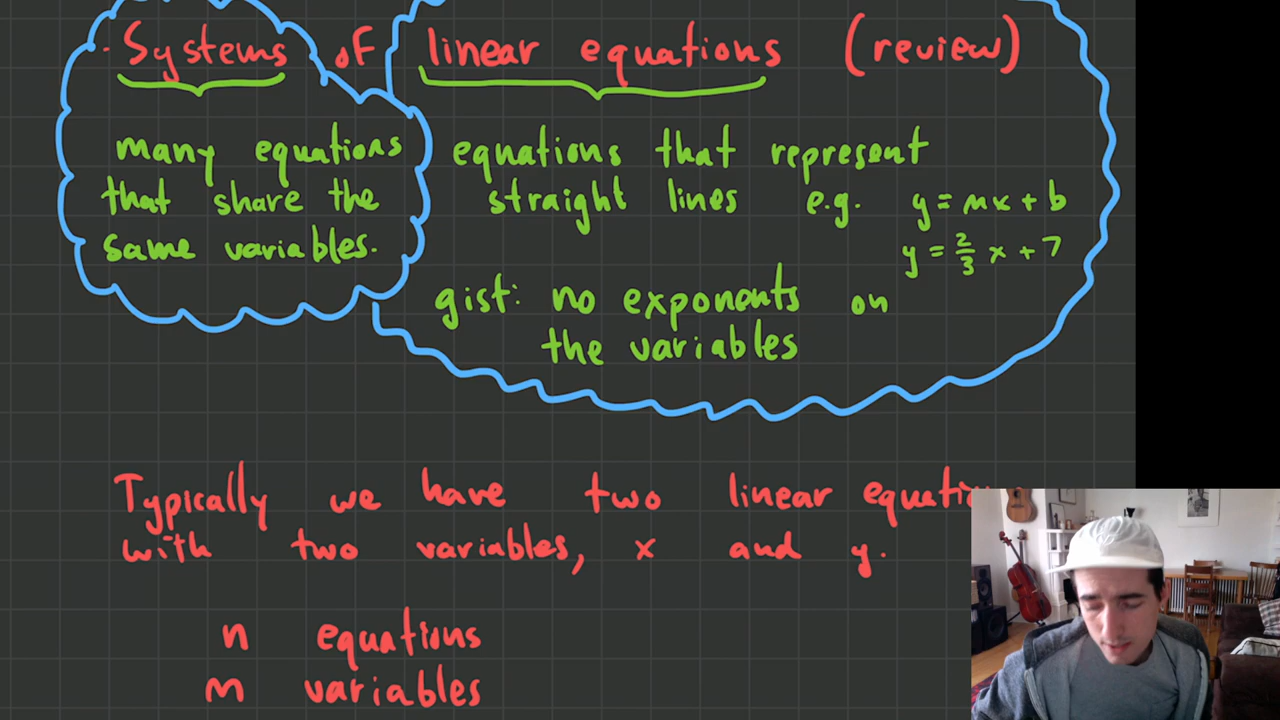 · Systems of linear equations (review)
many equations
that share the
same variables.
equations that represent
straight lines e.g. y = mx + b
y = 2/3 x + 7
gist: no exponents on
the variables
Typically we have two linear
with two variables, x and y.
n equations
m variables